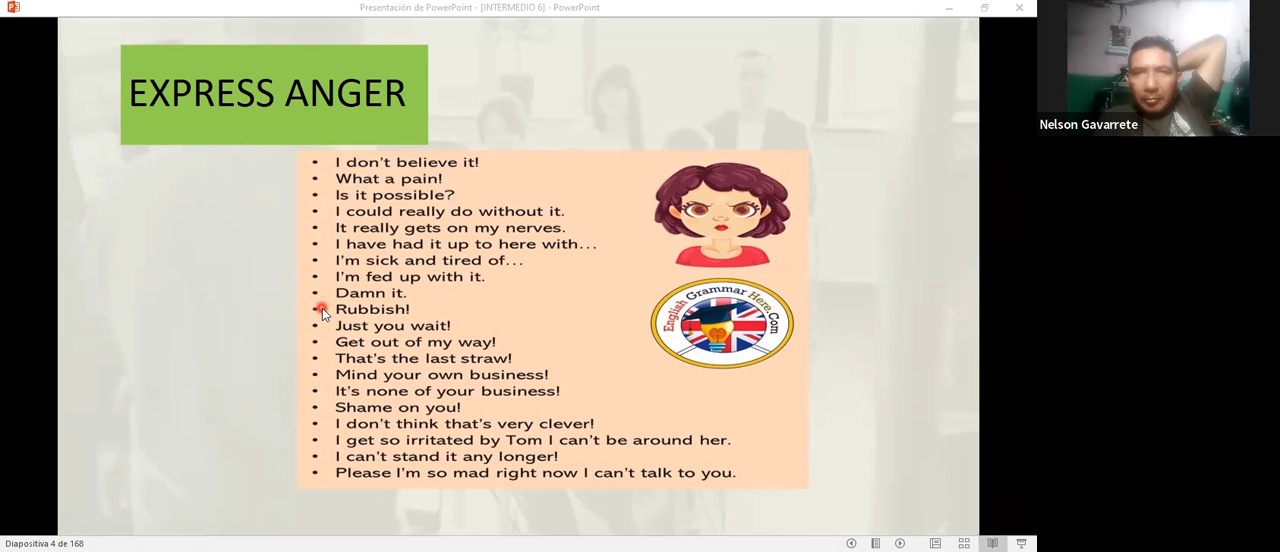 Presentación de PowerPoint - [INTERMEDIO 6] - PowerPoint
EXPRESS ANGER
• I don't believe it!
• What a pain!
• Is it possible?
• I could really do without it.
• It really gets on my nerves.
• I have had it up to here with...
• I'm sick and tired of...
• I'm fed up with it.
• Damn it.
• Rubbish!
• Just you wait!
• Get out of my way!
• That's the last straw!
• Mind your own business!
• It's none of your business!
• Shame on you!
• I don't think that's very clever!
• I get so irritated by Tom I can't be around her.
• I can't stand it any longer!
• Please I'm so mad right now I can't talk to you.
English Grammar Here.Com
Nelson Gavarrete
Diapositiva 4 de 168